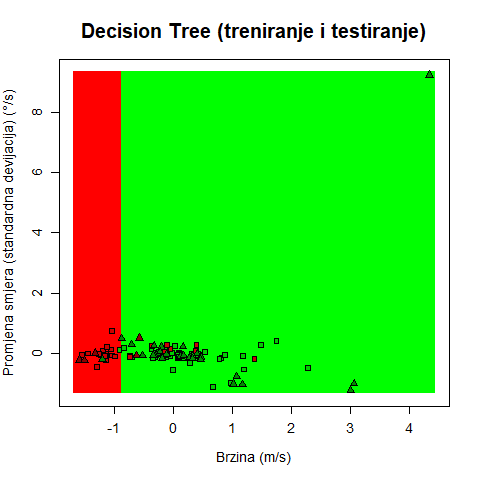 Decision Tree (treniranje i testiranje)
Promjena smjera (standardna devijacija) (°/s)
8
6
4
2
0
-1 0 1 2 3 4
Brzina (m/s)